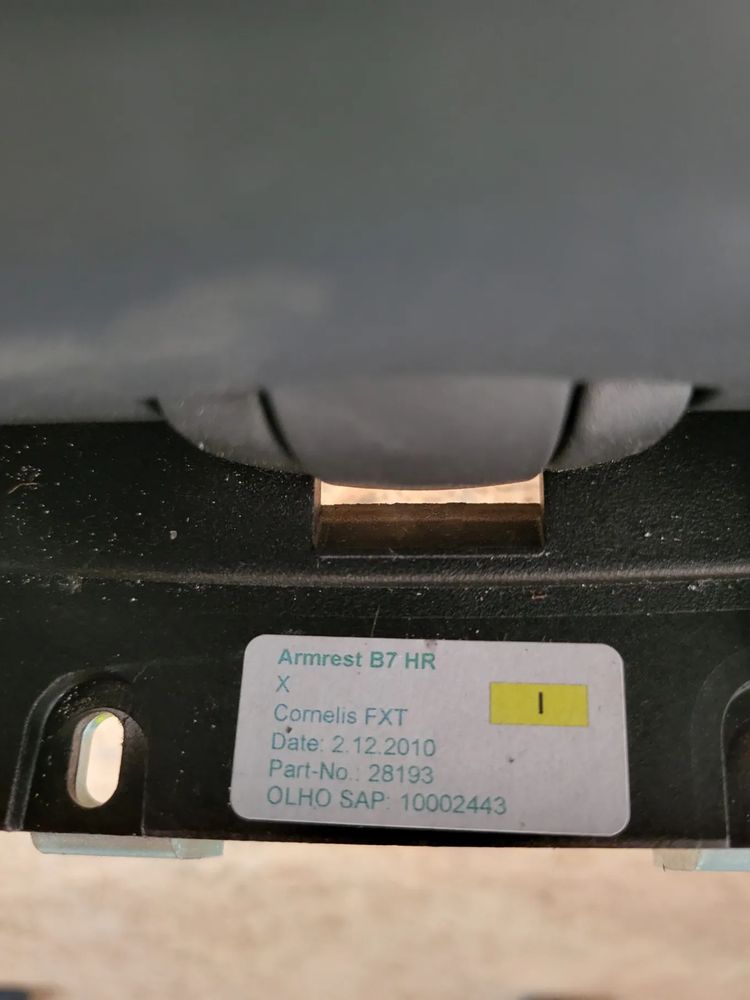 Armrest B7 HR
X
I
Cornelis FXT
Date: 2.12.2010
Part-No.: 28193
OLHO SAP: 10002443